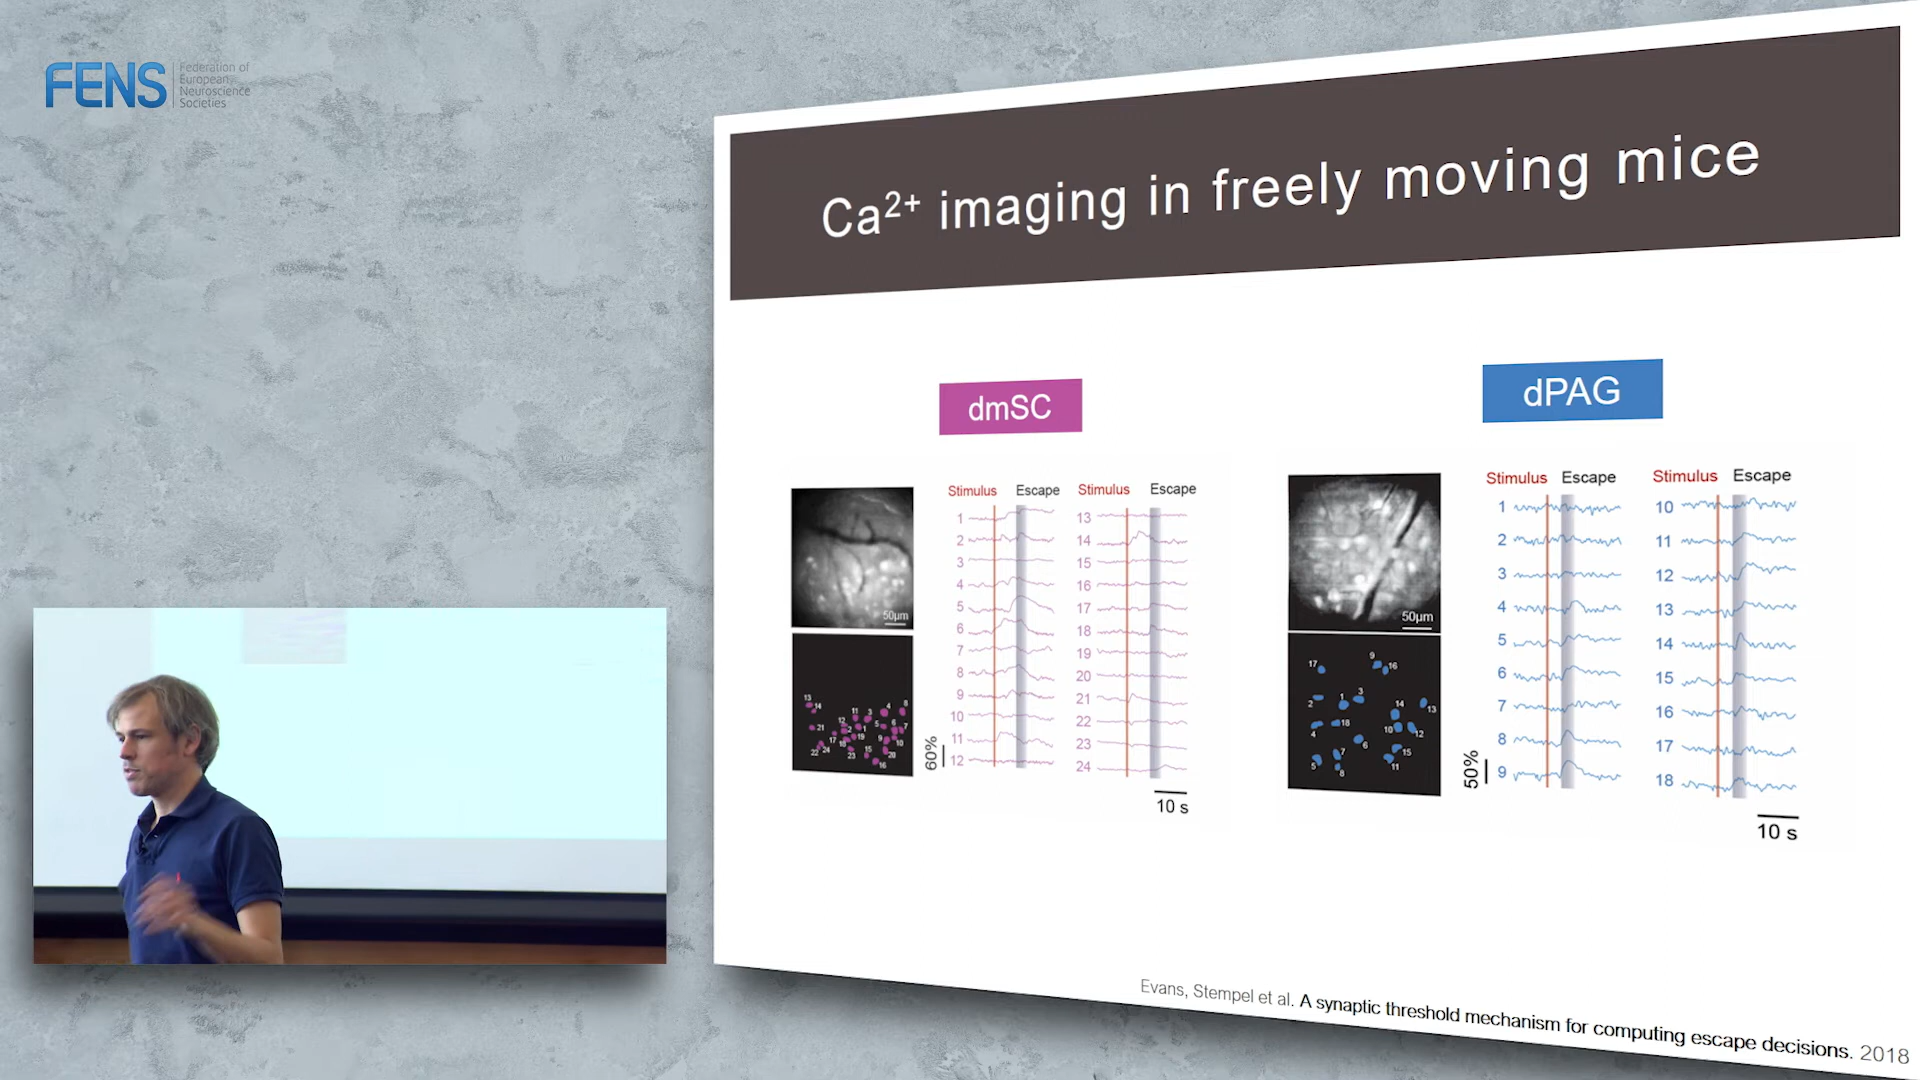 FENS
Federation of
European
Neuroscience
Societies
Ca²⁺ imaging in freely moving mice
dmSC
dPAG
Stimulus Escape Stimulus Escape
50µm
1
2
3
4
5
6
7
8
9
10
11
12
13
14
15
16
17
18
19
20
21
22
23
24
60%
10 s
Stimulus Escape Stimulus Escape
50µm
1
2
3
4
5
6
7
8
9
10
11
12
13
14
15
16
17
18
50%
10 s
Evans, Stempel et al. A synaptic threshold mechanism for computing escape decisions. 2018